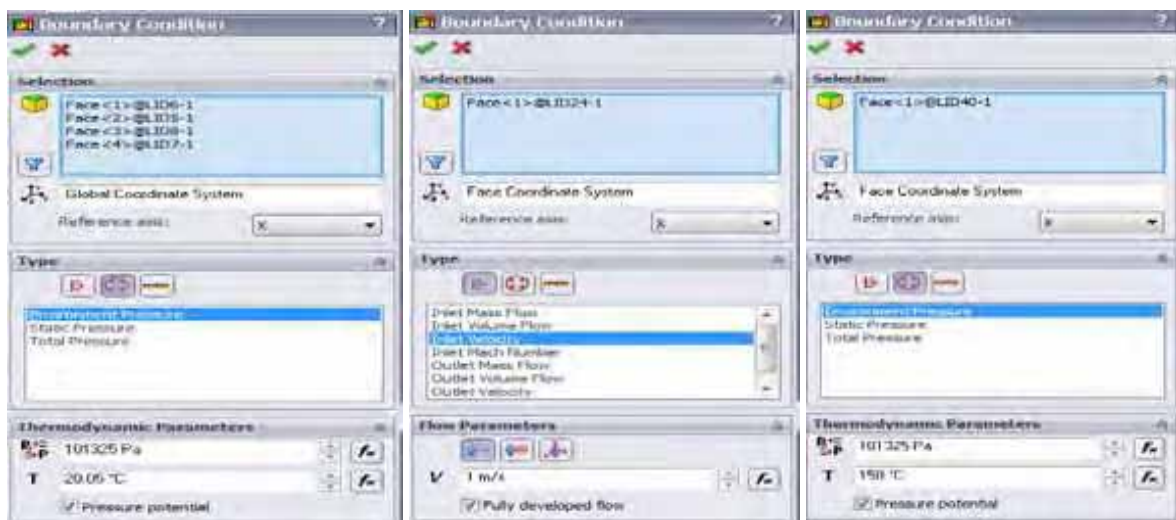 Boundary Condition ?
Selection
Face<1>@LID6-1
Face<2>@LID5-1
Face<3>@LID8-1
Face<4>@LID7-1
Global Coordinate System
Reference axis: X
Type
Environment Pressure
Static Pressure
Total Pressure
Thermodynamic Parameters
P 101325 Pa
T 20.05 °C
Pressure potential
Boundary Condition ?
Selection
Face<1>@LID24-1
Face Coordinate System
Reference axis: X
Type
Inlet Mass Flow
Inlet Volume Flow
Inlet Velocity
Inlet Mach Number
Outlet Mass Flow
Outlet Volume Flow
Outlet Velocity
Flow Parameters
V 1 m/s
Fully developed flow
Boundary Condition ?
Selection
Face<1>@LID40-1
Face Coordinate System
Reference axis: X
Type
Environment Pressure
Static Pressure
Total Pressure
Thermodynamic Parameters
P 101325 Pa
T 150 °C
Pressure potential